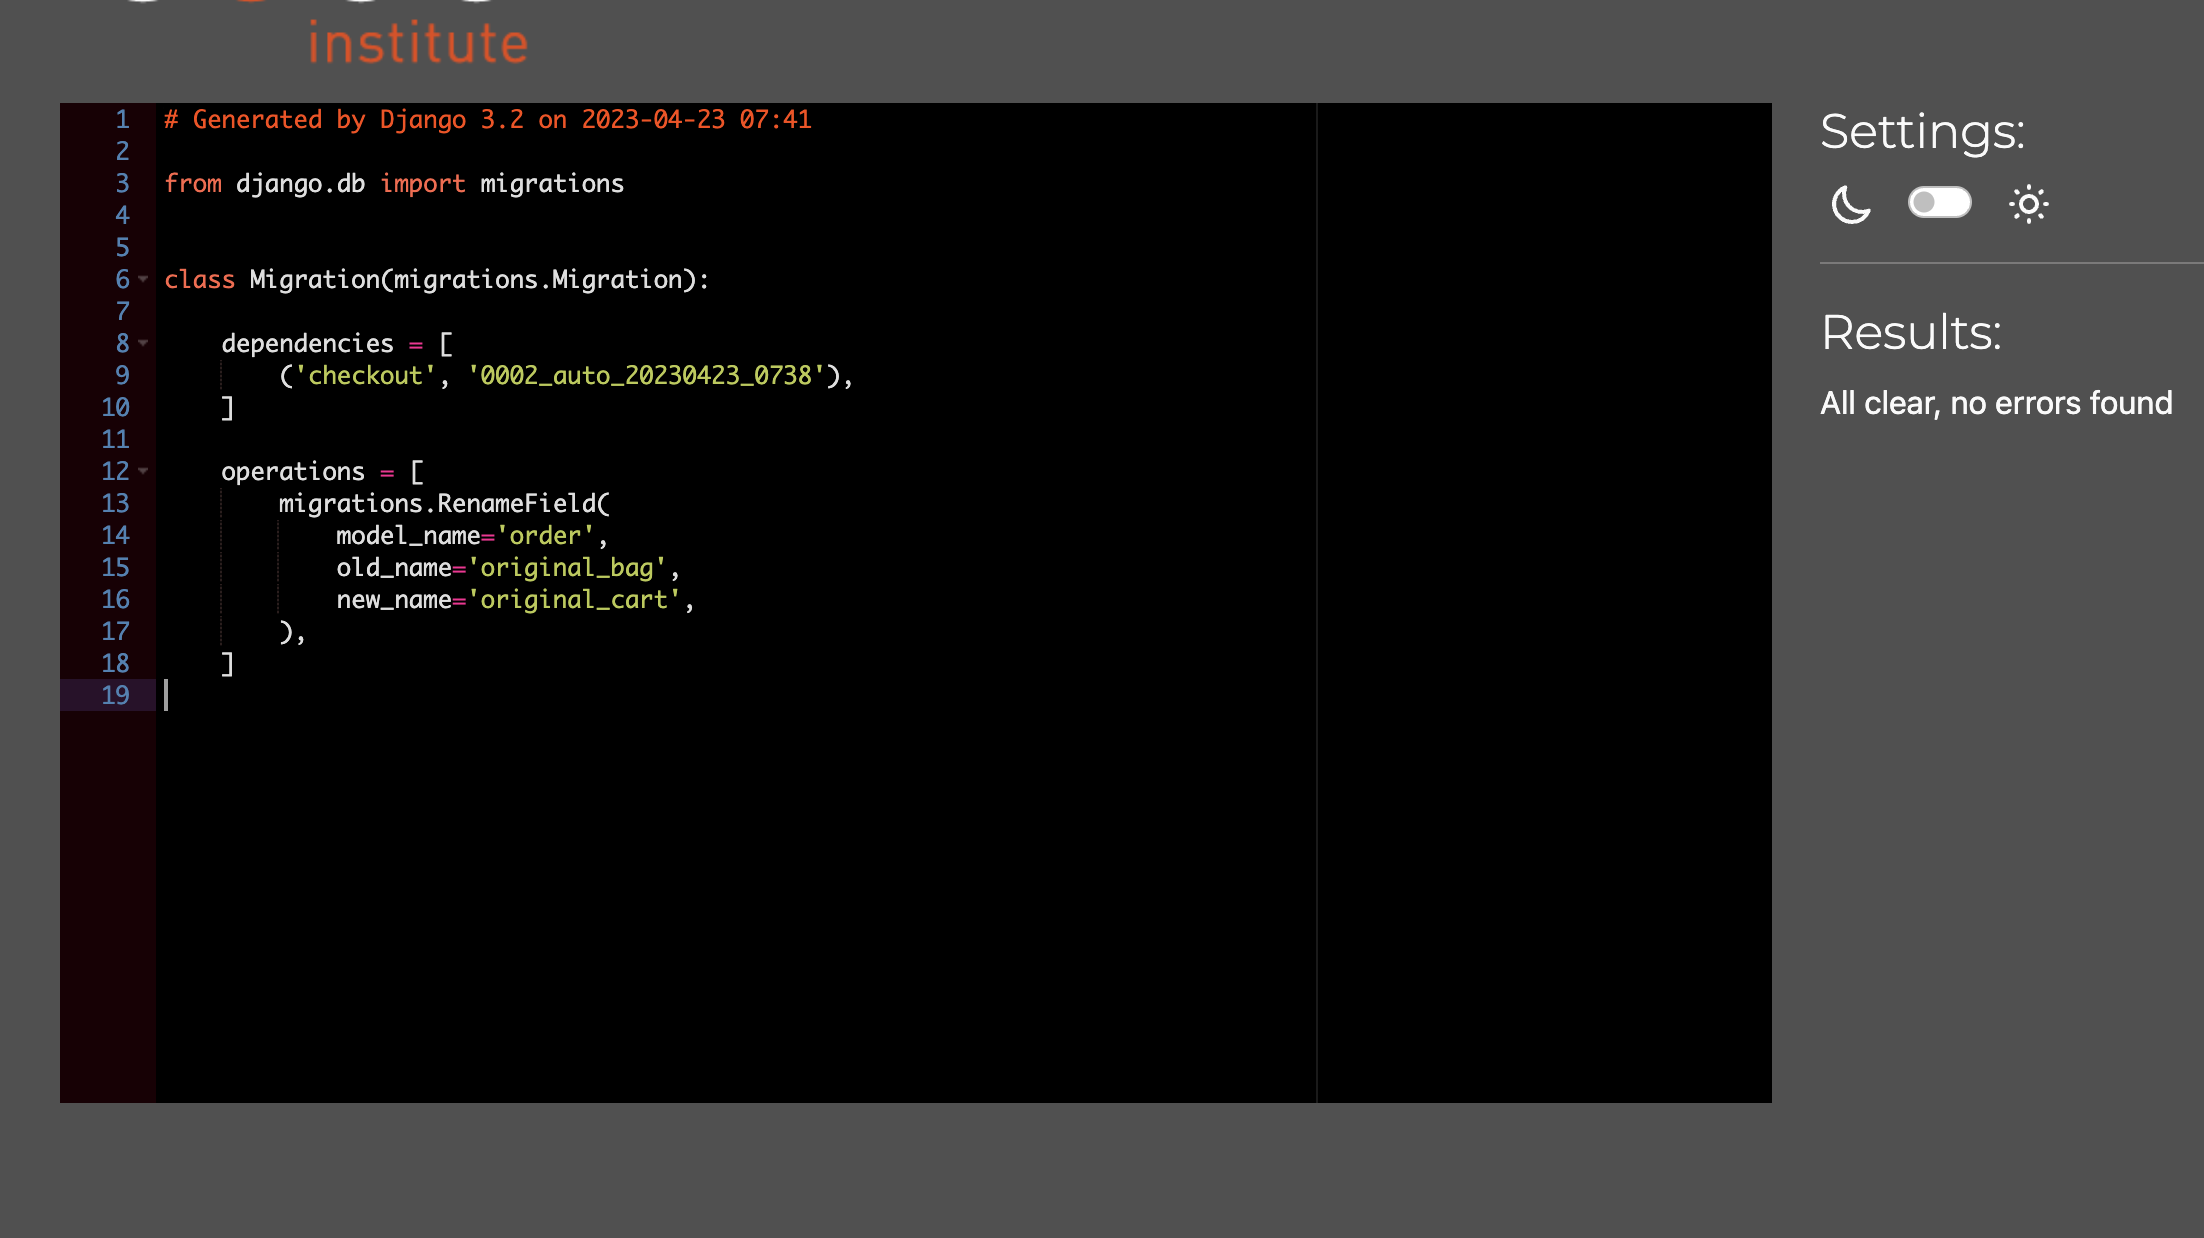 institute
1 # Generated by Django 3.2 on 2023-04-23 07:41
2
3 from django.db import migrations
4
5
6 class Migration(migrations.Migration):
7
8     dependencies = [
9         ('checkout', '0002_auto_20230423_0738'),
10     ]
11
12     operations = [
13         migrations.RenameField(
14             model_name='order',
15             old_name='original_bag',
16             new_name='original_cart',
17         ),
18     ]
19
Settings:
Results:
All clear, no errors found